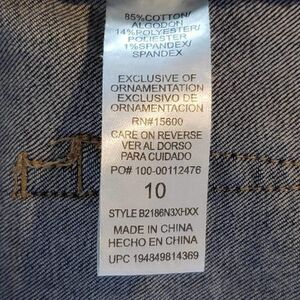 85% COTTON/
ALGODON
14% POLYESTER/
POLIESTER
1% SPANDEX/
SPANDEX
EXCLUSIVE OF
ORNAMENTATION
EXCLUSIVO DE
ORNAMENTACION
RN#15600
CARE ON REVERSE
VER AL DORSO
PARA CUIDADO
PO# 100-00112476
10
STYLE B2186N3XHXX
MADE IN CHINA
HECHO EN CHINA
UPC 194849814369